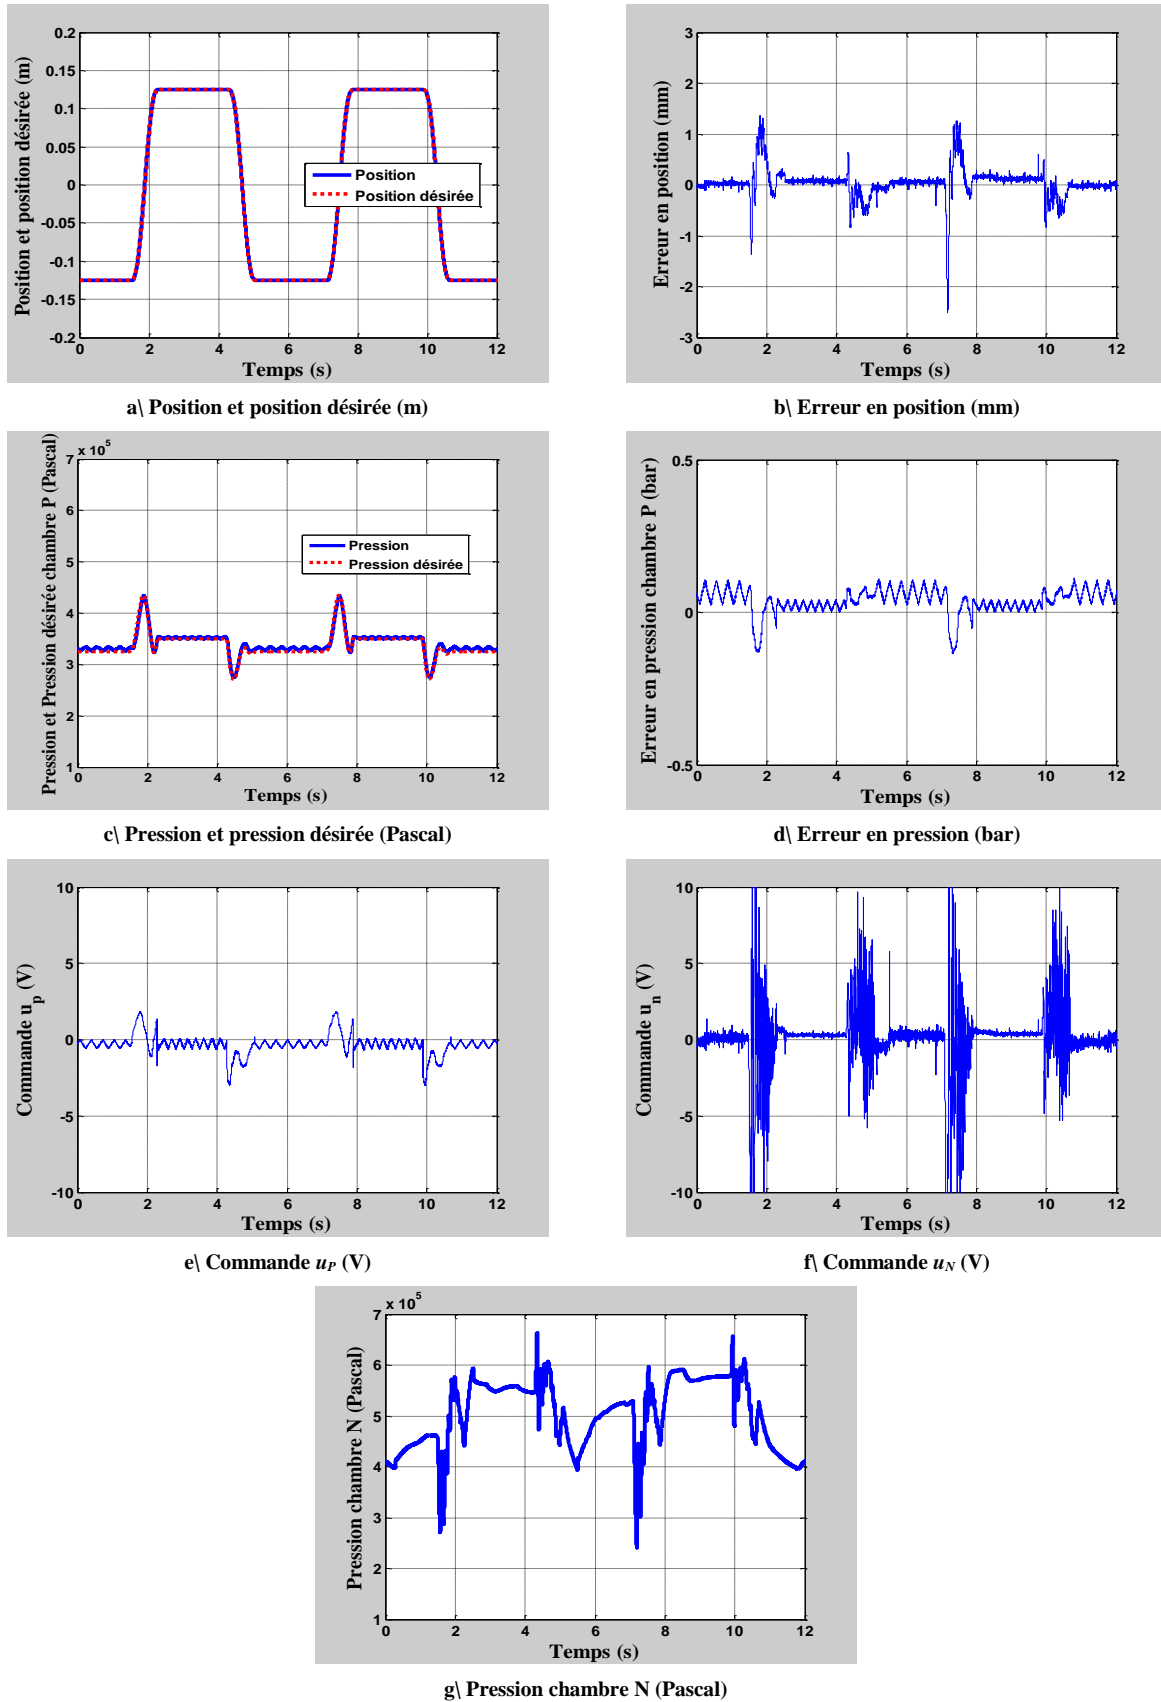 0.2
0.15
0.1
0.05
0
-0.05
-0.1
-0.15
-0.2
0 2 4 6 8 10 12
Position et position désirée (m)
Temps (s)
Position
Position désirée
a\ Position et position désirée (m)
3
2
1
0
-1
-2
-3
0 2 4 6 8 10 12
Erreur en position (mm)
Temps (s)
b\ Erreur en position (mm)
x 10^5
7
6
5
4
3
2
1
0 2 4 6 8 10 12
Pression et Pression désirée chambre P (Pascal)
Temps (s)
Pression
Pression désirée
c\ Pression et pression désirée (Pascal)
0.5
0
-0.5
0 2 4 6 8 10 12
Erreur en pression chambre P (bar)
Temps (s)
d\ Erreur en pression (bar)
10
5
0
-5
-10
0 2 4 6 8 10 12
Commande u_p (V)
Temps (s)
e\ Commande u_P (V)
10
5
0
-5
-10
0 2 4 6 8 10 12
Commande u_n (V)
Temps (s)
f\ Commande u_N (V)
x 10^5
7
6
5
4
3
2
1
0 2 4 6 8 10 12
Pression chambre N (Pascal)
Temps (s)
g\ Pression chambre N (Pascal)